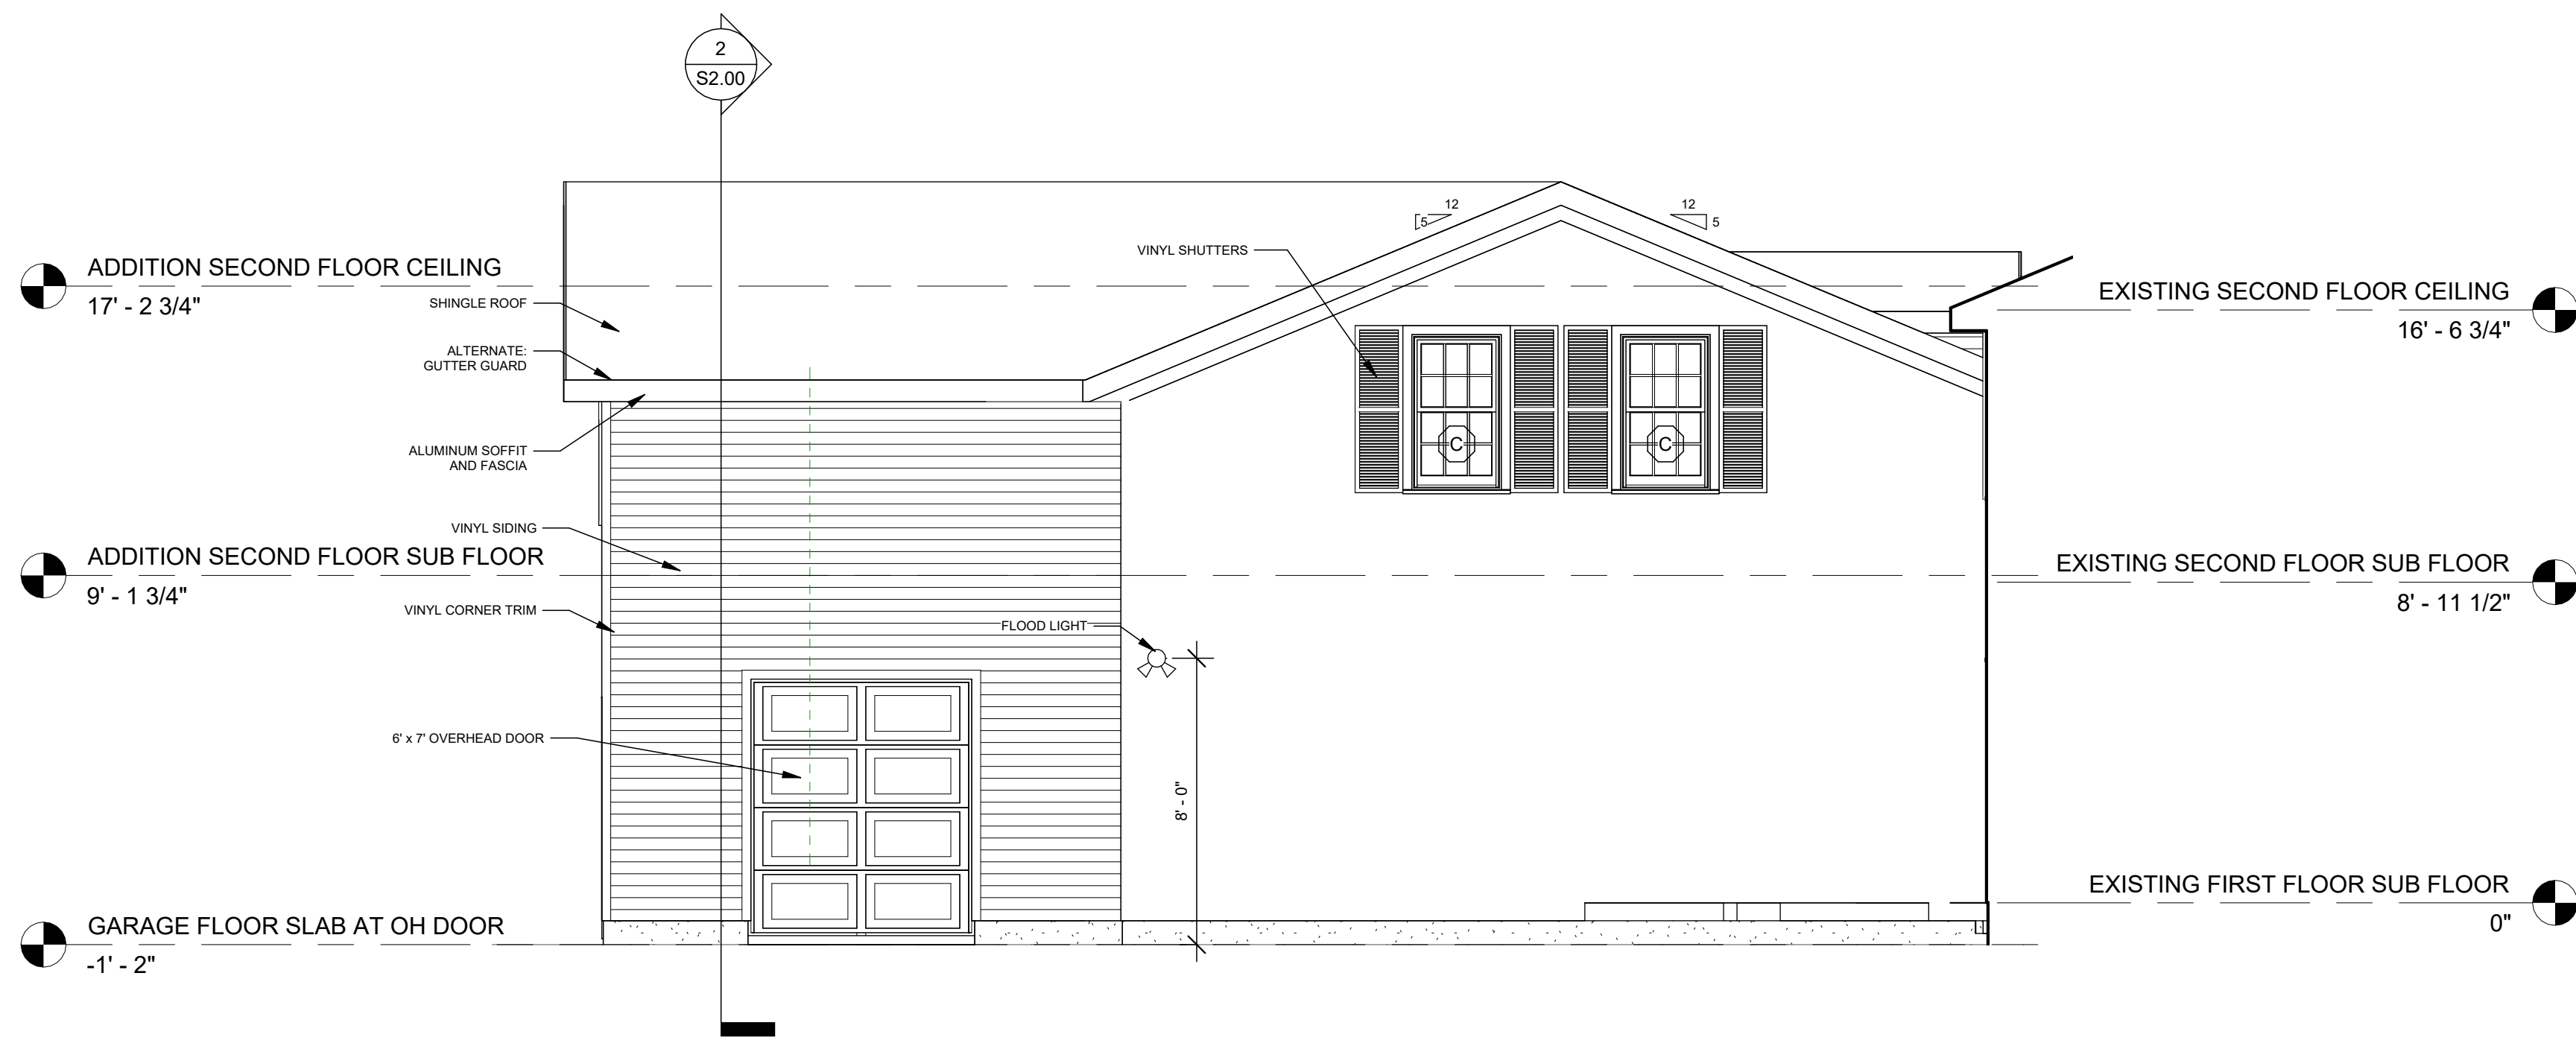 2
S2.00
12
5
12
5
VINYL SHUTTERS
ADDITION SECOND FLOOR CEILING
17' - 2 3/4"
SHINGLE ROOF
EXISTING SECOND FLOOR CEILING
16' - 6 3/4"
ALTERNATE:
GUTTER GUARD
ALUMINUM SOFFIT
AND FASCIA
C
C
VINYL SIDING
ADDITION SECOND FLOOR SUB FLOOR
9' - 1 3/4"
EXISTING SECOND FLOOR SUB FLOOR
8' - 11 1/2"
VINYL CORNER TRIM
FLOOD LIGHT
6' x 7' OVERHEAD DOOR
8' - 0"
GARAGE FLOOR SLAB AT OH DOOR
-1' - 2"
EXISTING FIRST FLOOR SUB FLOOR
0"